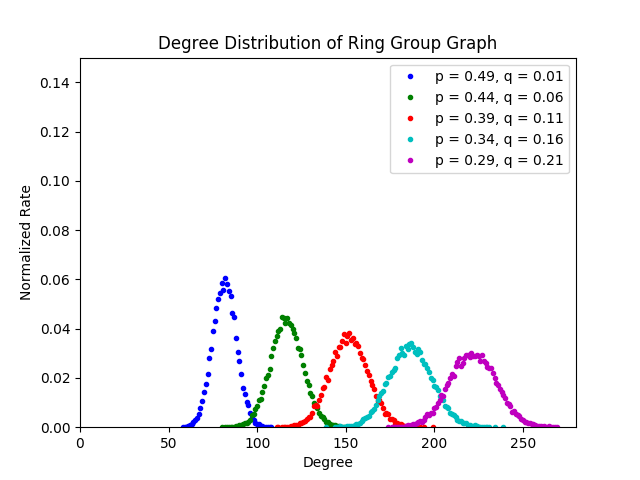 Degree Distribution of Ring Group Graph
0.14
0.12
0.10
0.08
0.06
0.04
0.02
0.00
Normalized Rate
p = 0.49, q = 0.01
p = 0.44, q = 0.06
p = 0.39, q = 0.11
p = 0.34, q = 0.16
p = 0.29, q = 0.21
0 50 100 150 200 250
Degree